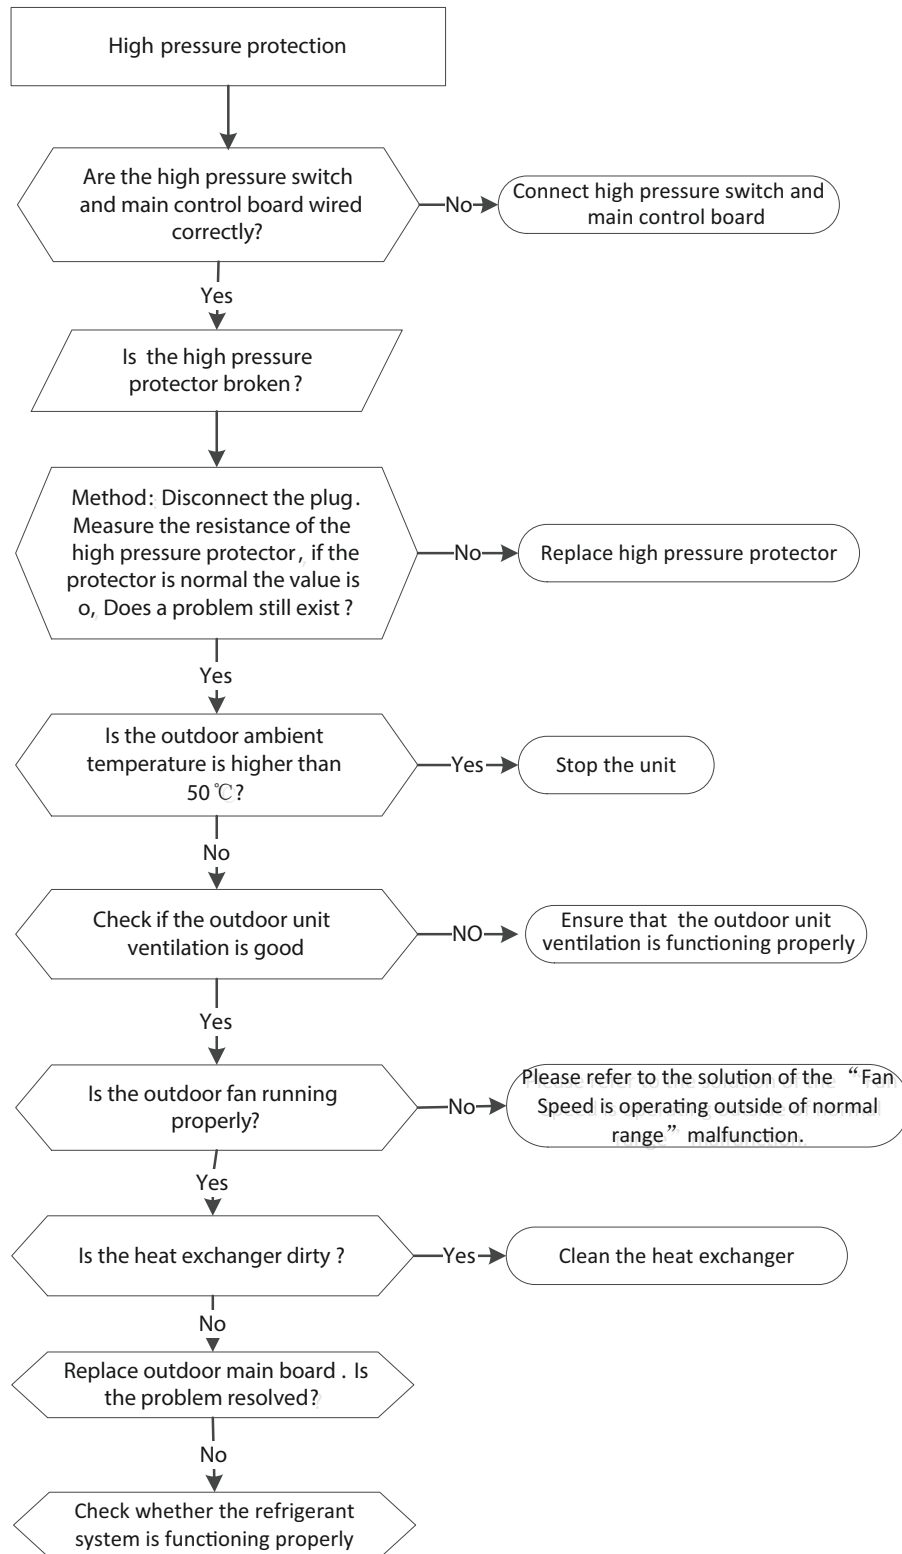 High pressure protection
Are the high pressure switch
and main control board wired
correctly?
No
Connect high pressure switch and
main control board
Yes
Is the high pressure
protector broken?
Method: Disconnect the plug.
Measure the resistance of the
high pressure protector, if the
protector is normal the value is
0, Does a problem still exist?
No
Replace high pressure protector
Yes
Is the outdoor ambient
temperature is higher than
50℃?
Yes
Stop the unit
No
Check if the outdoor unit
ventilation is good
NO
Ensure that the outdoor unit
ventilation is functioning properly
Yes
Is the outdoor fan running
properly?
No
Please refer to the solution of the “Fan
Speed is operating outside of normal
range” malfunction.
Yes
Is the heat exchanger dirty?
Yes
Clean the heat exchanger
No
Replace outdoor main board. Is
the problem resolved?
No
Check whether the refrigerant
system is functioning properly